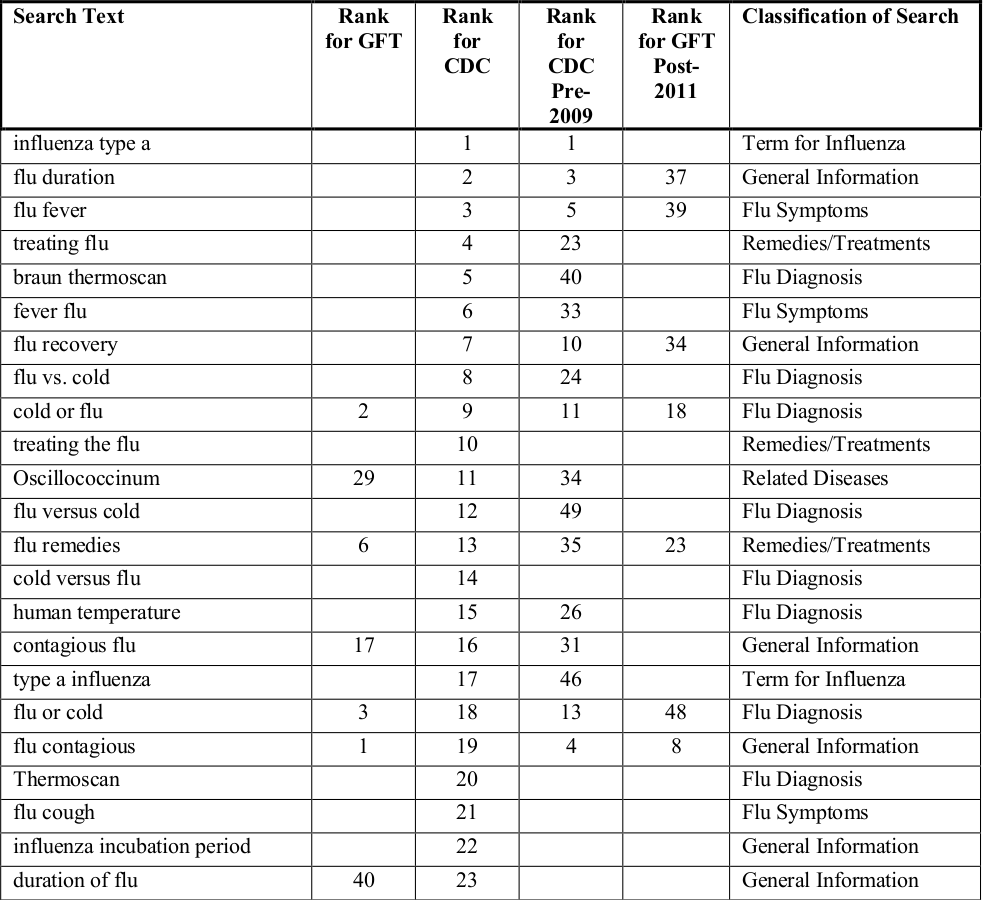 Search Text Rank for GFT Rank for CDC Rank for CDC Pre-2009 Rank for GFT Post-2011 Classification of Search
influenza type a 1 1 Term for Influenza
flu duration 2 3 37 General Information
flu fever 3 5 39 Flu Symptoms
treating flu 4 23 Remedies/Treatments
braun thermoscan 5 40 Flu Diagnosis
fever flu 6 33 Flu Symptoms
flu recovery 7 10 34 General Information
flu vs. cold 8 24 Flu Diagnosis
cold or flu 2 9 11 18 Flu Diagnosis
treating the flu 10 Remedies/Treatments
Oscillococcinum 29 11 34 Related Diseases
flu versus cold 12 49 Flu Diagnosis
flu remedies 6 13 35 23 Remedies/Treatments
cold versus flu 14 Flu Diagnosis
human temperature 15 26 Flu Diagnosis
contagious flu 17 16 31 General Information
type a influenza 17 46 Term for Influenza
flu or cold 3 18 13 48 Flu Diagnosis
flu contagious 1 19 4 8 General Information
Thermoscan 20 Flu Diagnosis
flu cough 21 Flu Symptoms
influenza incubation period 22 General Information
duration of flu 40 23 General Information